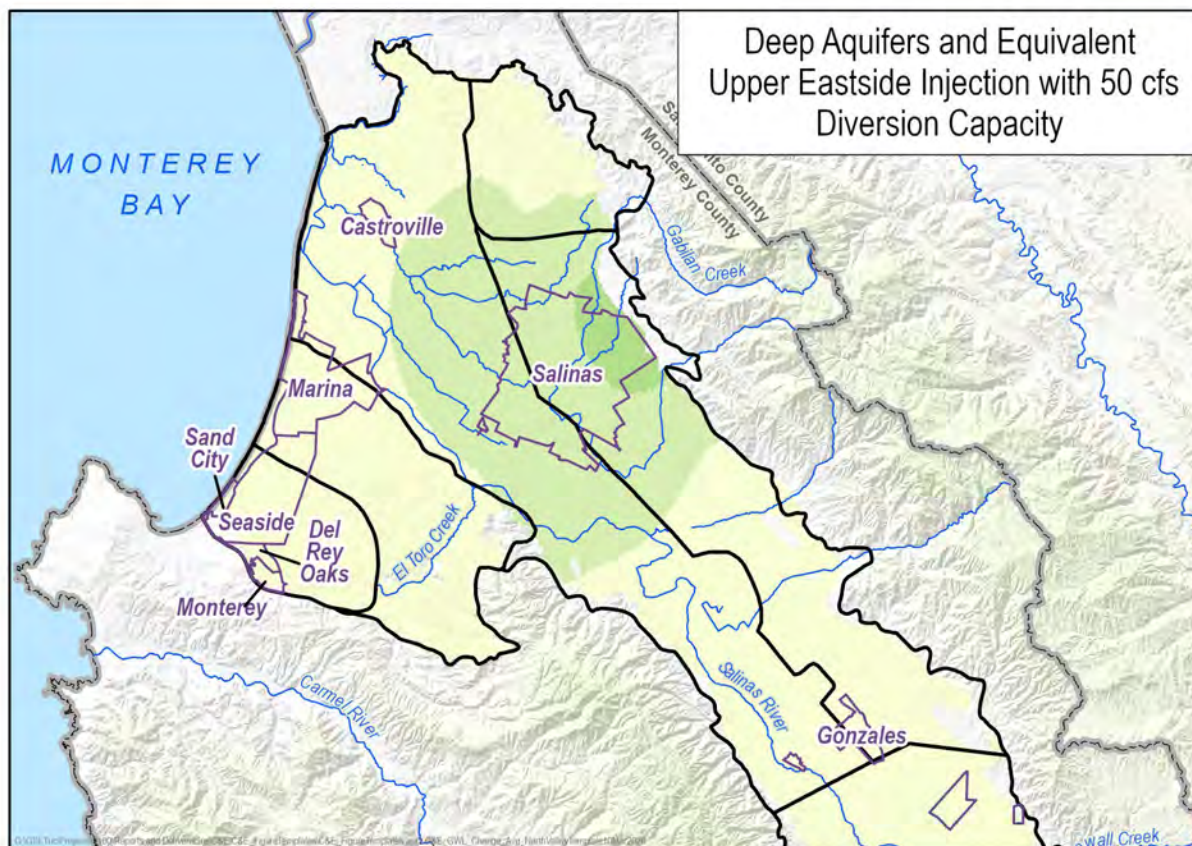 Deep Aquifers and Equivalent
Upper Eastside Injection with 50 cfs
Diversion Capacity
MONTEREY
BAY
Monterey County
Castroville
Gabilan Creek
Salinas
Marina
Sand
City
Seaside
Del
Rey
Oaks
Monterey
El Toro Creek
Carmel River
Salinas River
Gonzales
Creek